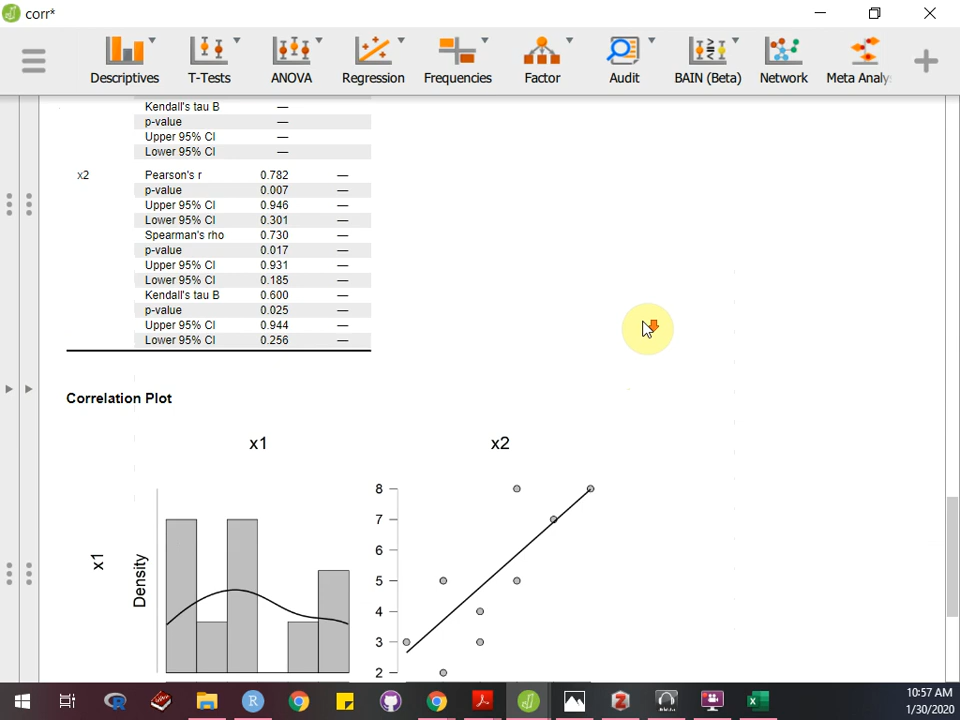 corr*
Descriptives T-Tests ANOVA Regression Frequencies Factor Audit BAIN (Beta) Network Meta Analy
Kendall's tau B —
p-value —
Upper 95% CI —
Lower 95% CI —
x2 Pearson's r 0.782 —
p-value 0.007 —
Upper 95% CI 0.946 —
Lower 95% CI 0.301 —
Spearman's rho 0.730 —
p-value 0.017 —
Upper 95% CI 0.931 —
Lower 95% CI 0.185 —
Kendall's tau B 0.600 —
p-value 0.025 —
Upper 95% CI 0.944 —
Lower 95% CI 0.256 —
Correlation Plot
x1 x2
x1
Density
8
7
6
5
4
3
2
10:57 AM
1/30/2020